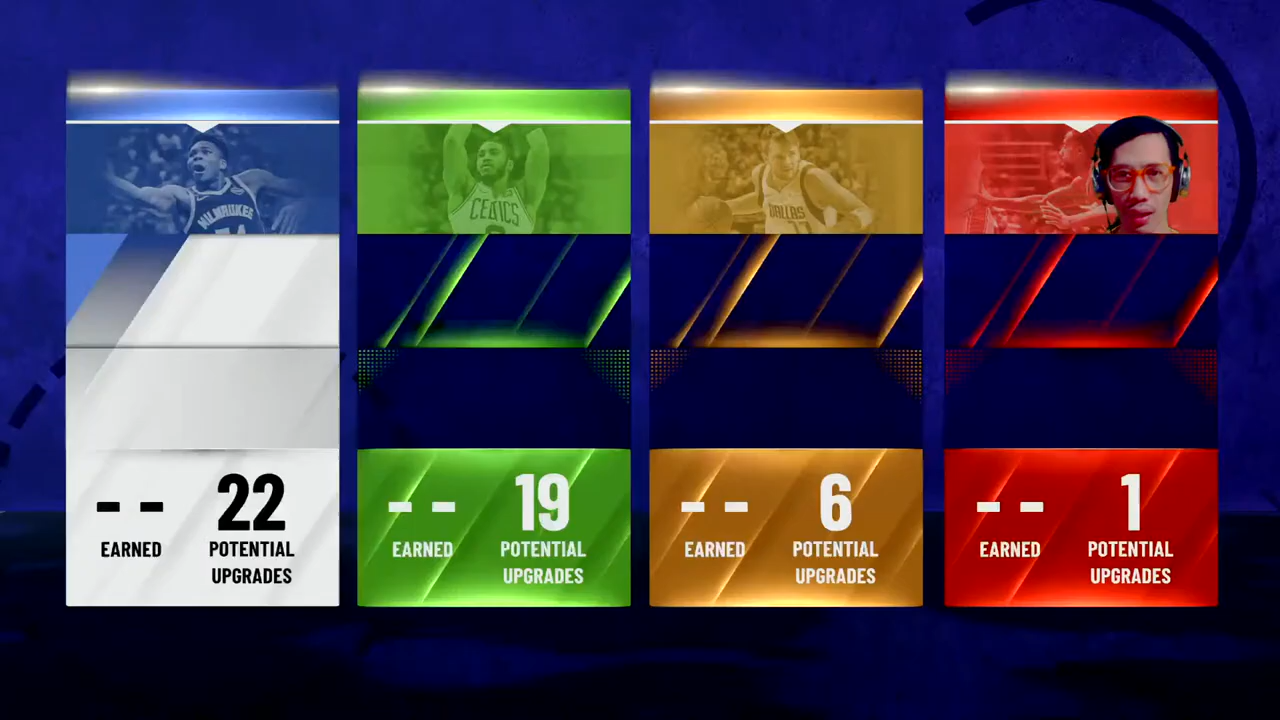 MILWAUKEE
CELTICS
DALLAS
- - 22
EARNED POTENTIAL
UPGRADES
- - 19
EARNED POTENTIAL
UPGRADES
- - 6
EARNED POTENTIAL
UPGRADES
- - 1
EARNED POTENTIAL
UPGRADES